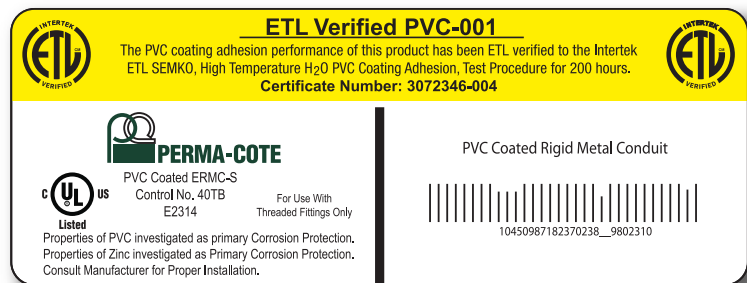 INTERTEK
ETL
VERIFIED
ETL Verified PVC-001
The PVC coating adhesion performance of this product has been ETL verified to the Intertek
ETL SEMKO, High Temperature H2O PVC Coating Adhesion, Test Procedure for 200 hours.
Certificate Number: 3072346-004
INTERTEK
ETL
VERIFIED
PERMA-COTE
PVC Coated ERMC-S
Control No. 40TB
E2314
C UL US
Listed
For Use With
Threaded Fittings Only
Properties of PVC investigated as primary Corrosion Protection.
Properties of Zinc investigated as Primary Corrosion Protection.
Consult Manufacturer for Proper Installation.
PVC Coated Rigid Metal Conduit
10450987182370238__9802310